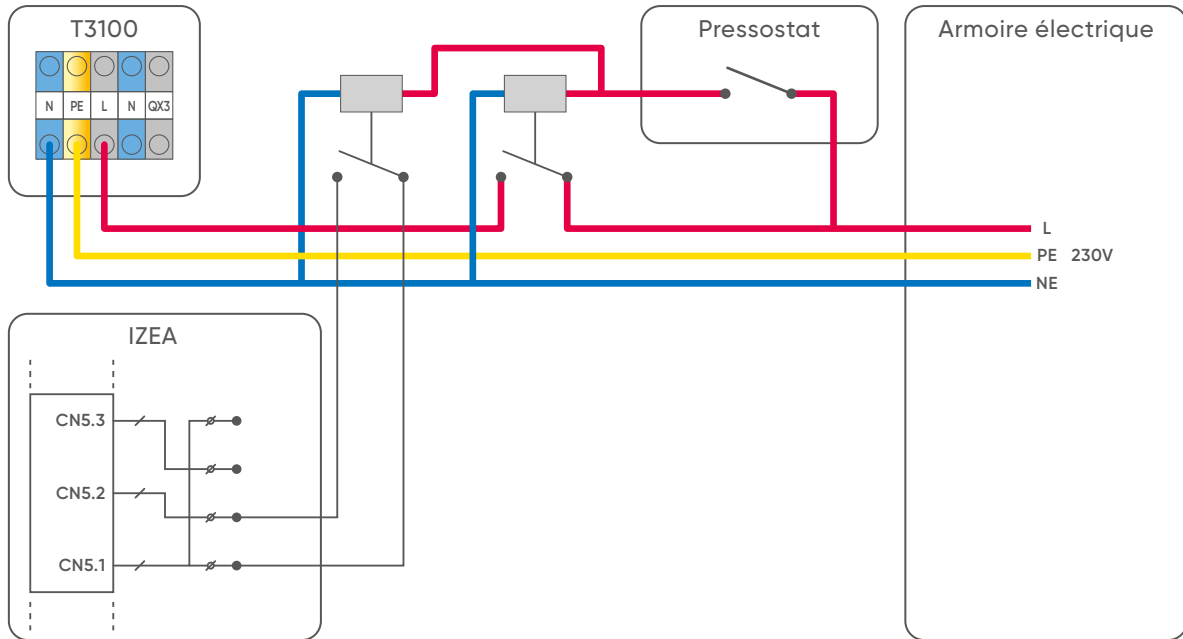 T3100
Pressostat
Armoire électrique
N PE L N QX3
L
PE 230V
NE
IZEA
CN5.3
CN5.2
CN5.1